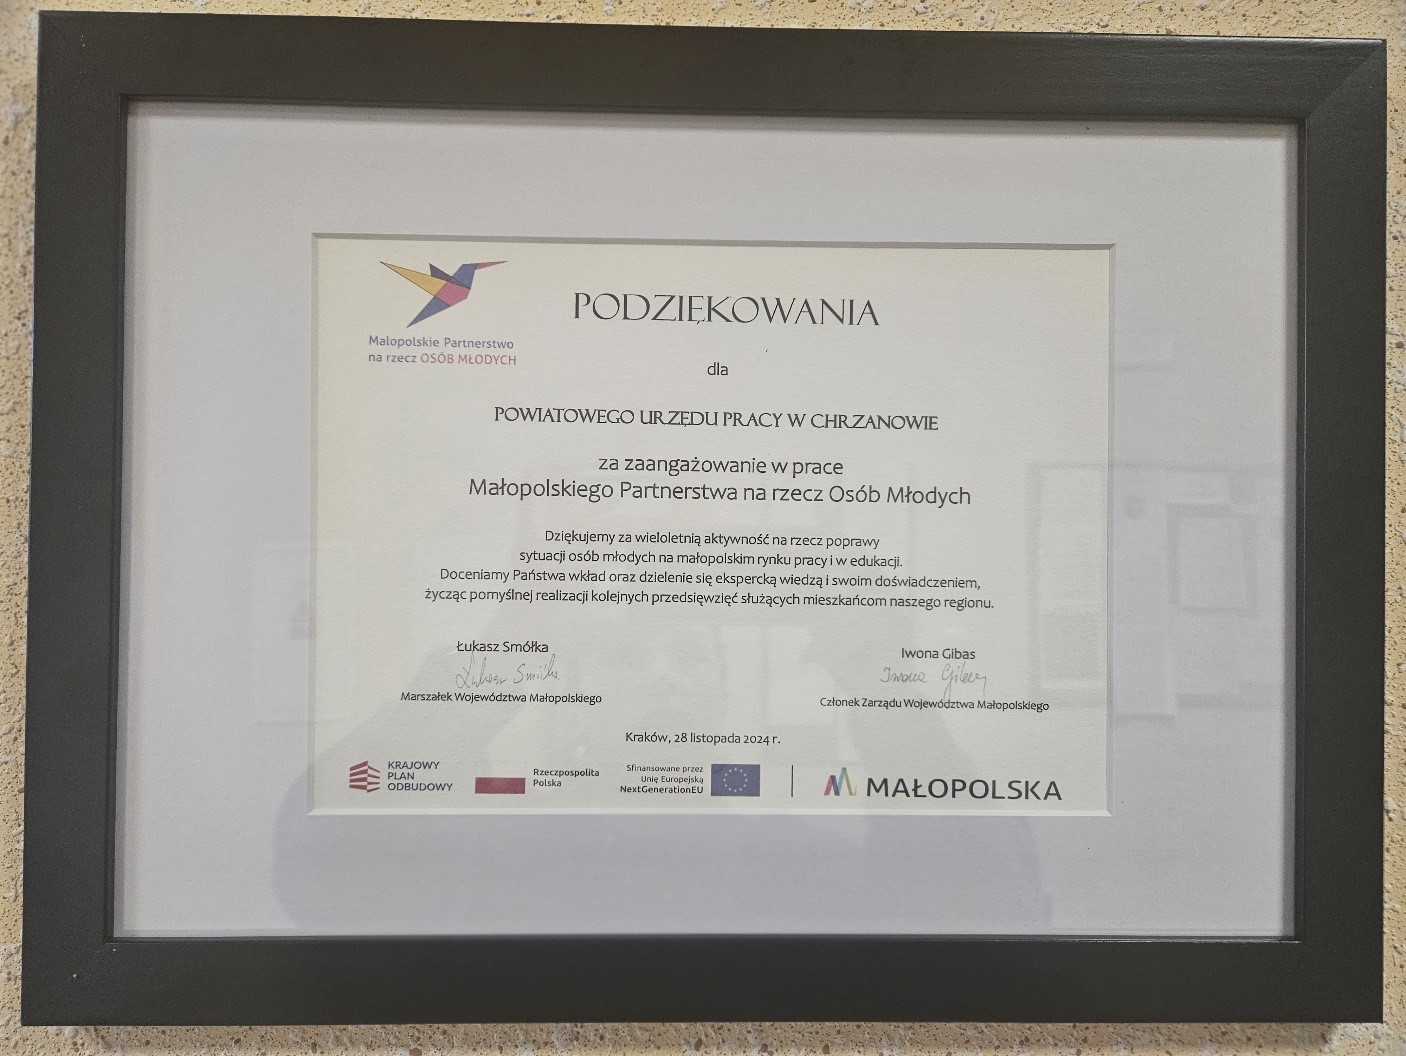 Małopolskie Partnerstwo
na rzecz OSÓB MŁODYCH
PODZIĘKOWANIA
dla
POWIATOWEGO URZĘDU PRACY W CHRZANOWIE
za zaangażowanie w prace
Małopolskiego Partnerstwa na rzecz Osób Młodych
Dziękujemy za wieloletnią aktywność na rzecz poprawy
sytuacji osób młodych na małopolskim rynku pracy i w edukacji.
Doceniamy Państwa wkład oraz dzielenie się ekspercką wiedzą i swoim doświadczeniem,
życząc pomyślnej realizacji kolejnych przedsięwzięć służących mieszkańcom naszego regionu.
Łukasz Smółka
Łukasz Smółka
Marszałek Województwa Małopolskiego
Iwona Gibas
Iwona Gibas
Członek Zarządu Województwa Małopolskiego
Kraków, 28 listopada 2024 r.
KRAJOWY
PLAN
ODBUDOWY
Rzeczpospolita
Polska
Sfinansowane przez
Unię Europejską
NextGenerationEU
MAŁOPOLSKA